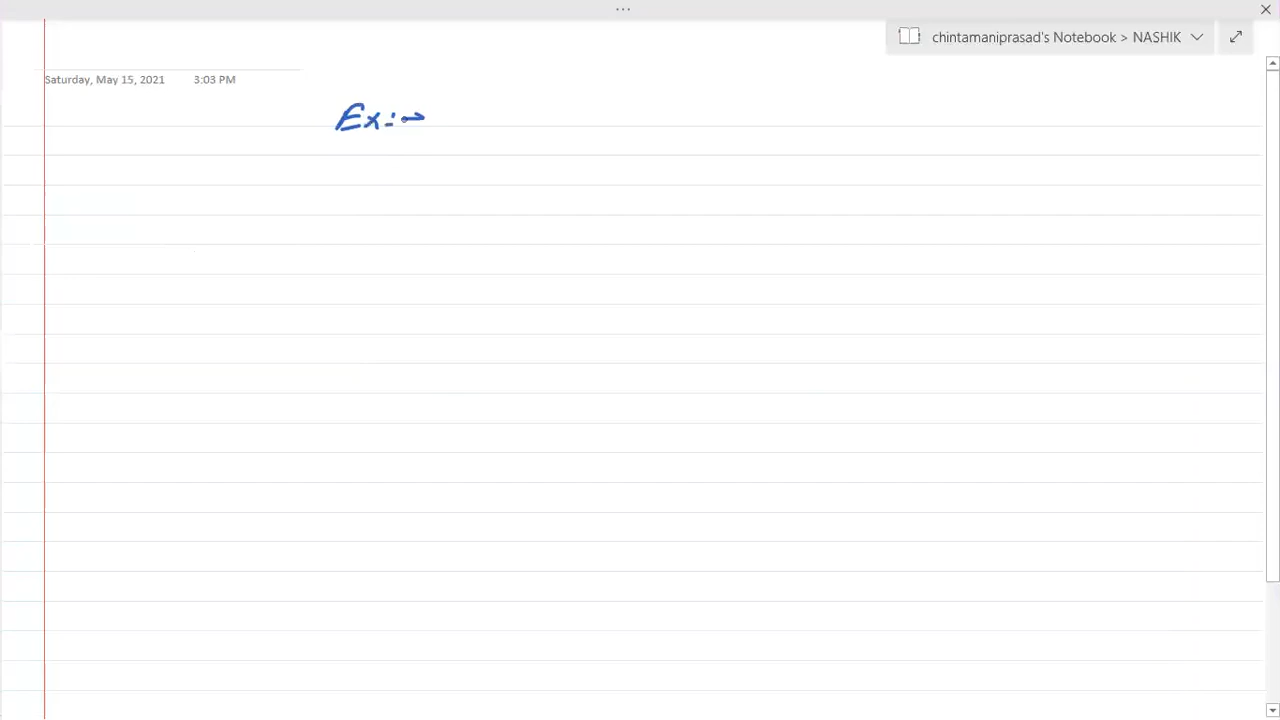 chintamaniprasad's Notebook > NASHIK
Saturday, May 15, 2021 3:03 PM
Ex:→